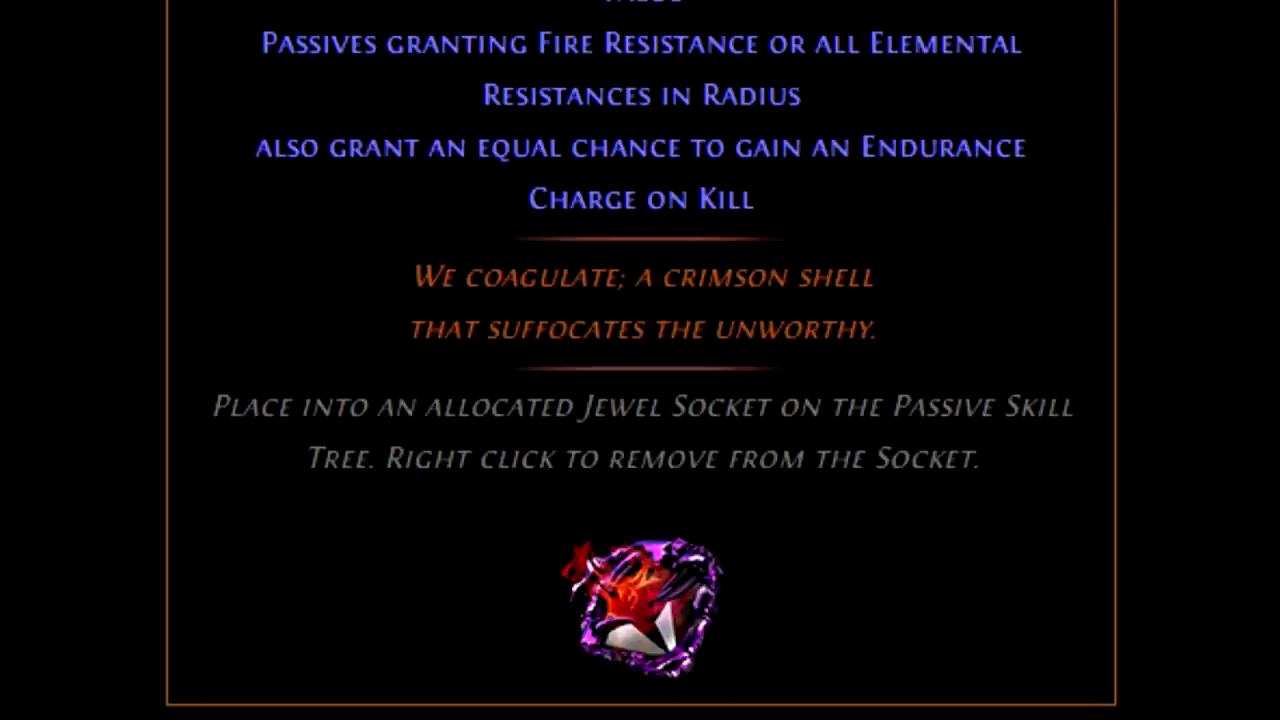 Passives granting Fire Resistance or all Elemental
Resistances in Radius
also grant an equal chance to gain an Endurance
Charge on Kill
We coagulate; a crimson shell
that suffocates the unworthy.
Place into an allocated Jewel Socket on the Passive Skill
Tree. Right click to remove from the Socket.